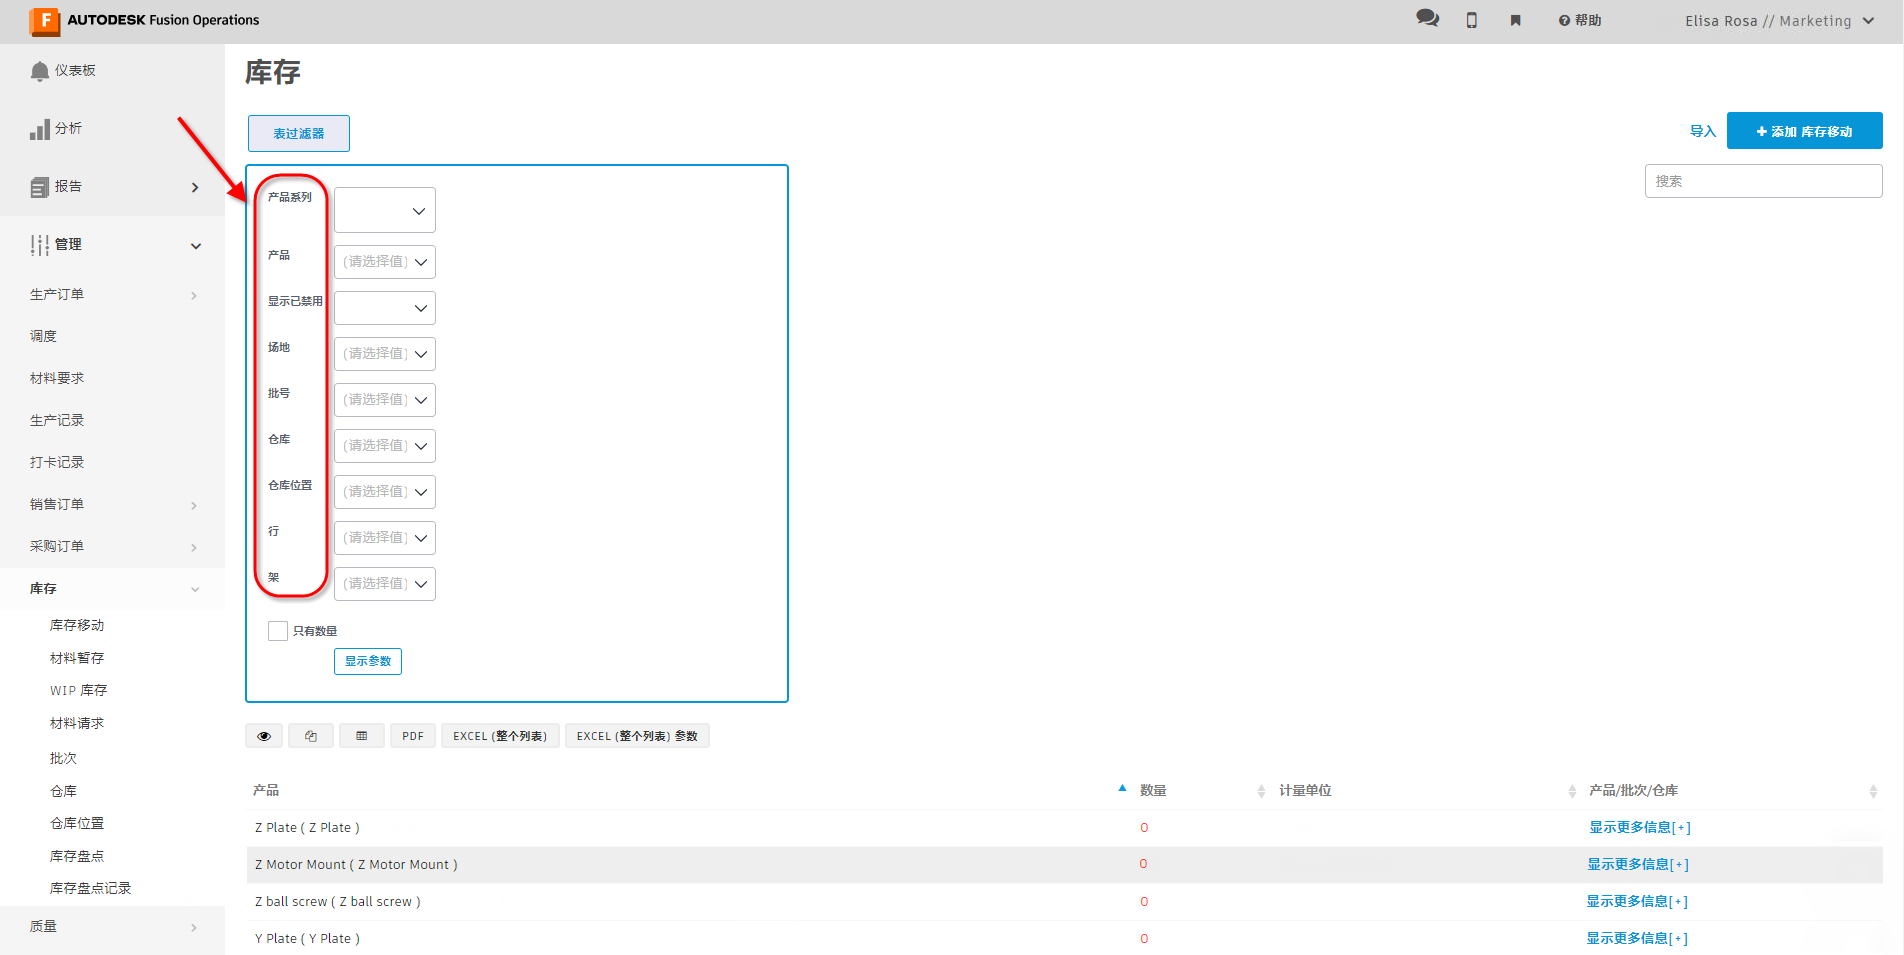 AUTODESK Fusion Operations
帮助
Elisa Rosa // Marketing
仪表板
分析
报告
管理
生产订单
调度
材料要求
生产记录
打卡记录
销售订单
采购订单
库存
库存移动
材料暂存
WIP 库存
材料请求
批次
仓库
仓库位置
库存盘点
库存盘点记录
质量
库存
表过滤器
导入
+ 添加 库存移动
搜索
产品系列
产品 (请选择值)
显示已禁用
场地 (请选择值)
批号 (请选择值)
仓库 (请选择值)
仓库位置 (请选择值)
行 (请选择值)
架 (请选择值)
只有数量
显示参数
PDF EXCEL (整个列表) EXCEL (整个列表) 参数
产品 数量 计量单位 产品/批次/仓库
Z Plate ( Z Plate ) 0 显示更多信息[+]
Z Motor Mount ( Z Motor Mount ) 0 显示更多信息[+]
Z ball screw ( Z ball screw ) 0 显示更多信息[+]
Y Plate ( Y Plate ) 0 显示更多信息[+]